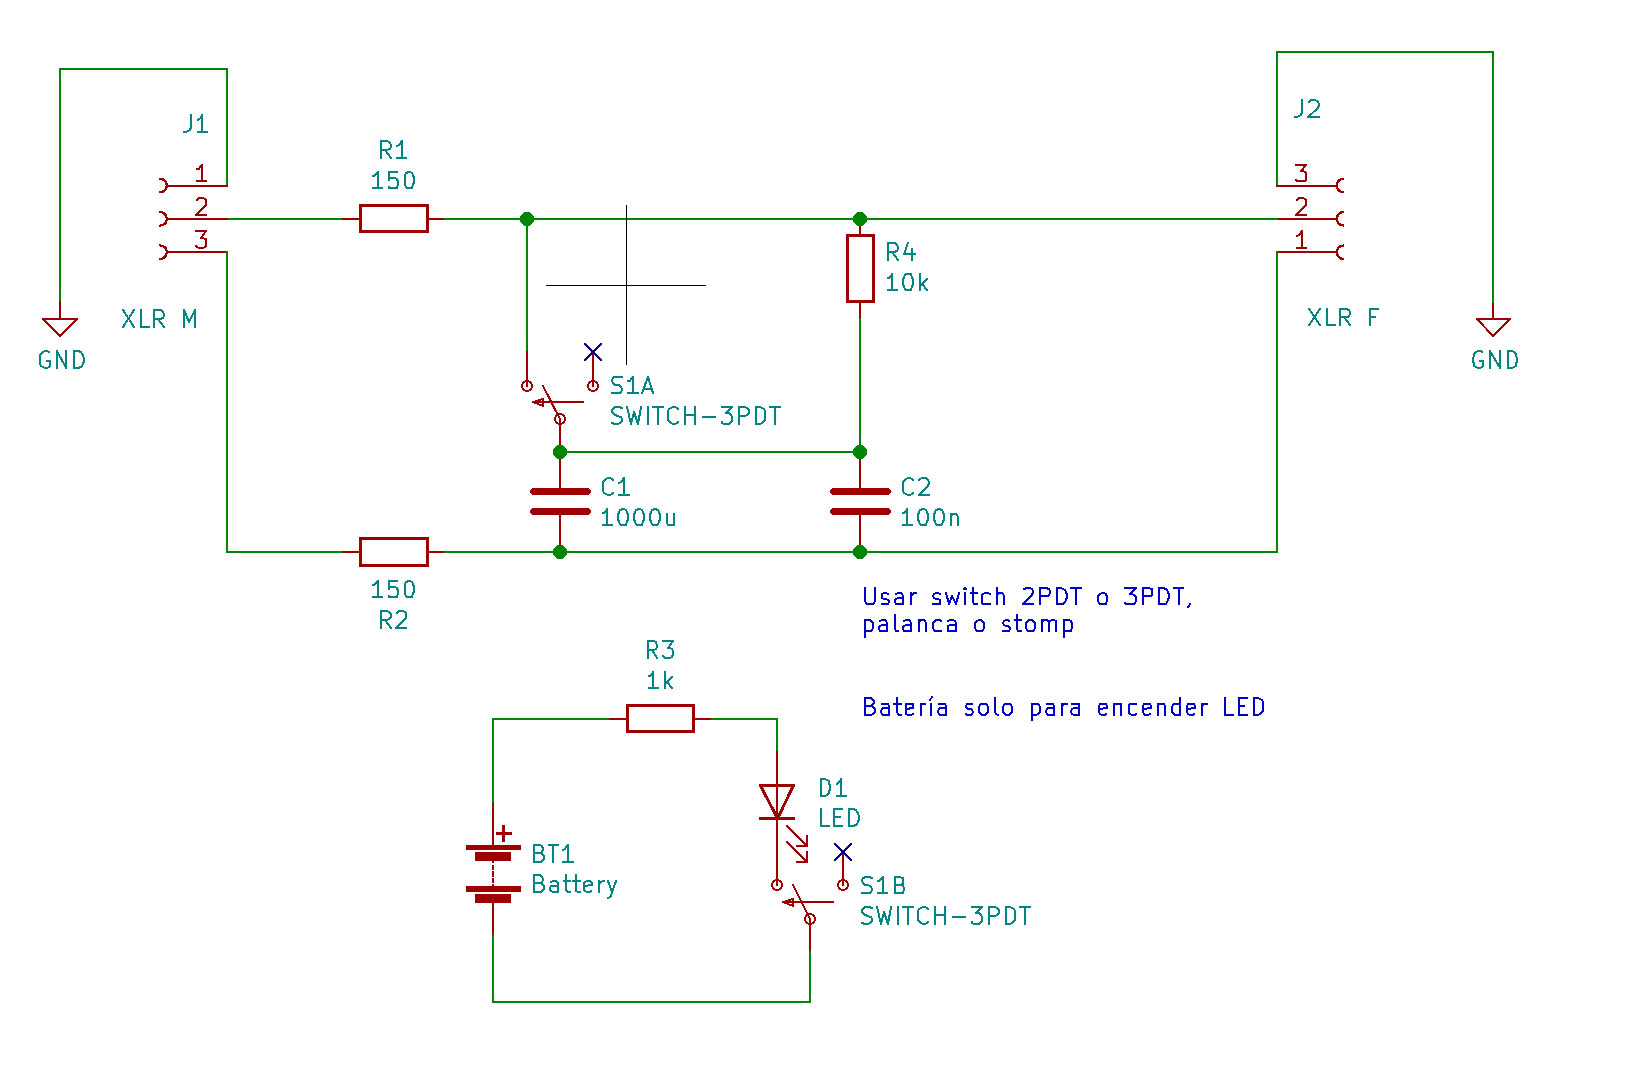 J1
1
2
3
XLR M
GND
R1
150
J2
3
2
1
XLR F
GND
R4
10k
S1A
SWITCH-3PDT
C1
1000u
C2
100n
150
R2
Usar switch 2PDT o 3PDT,
palanca o stomp
R3
1k
Batería solo para encender LED
D1
LED
+
BT1
Battery
S1B
SWITCH-3PDT